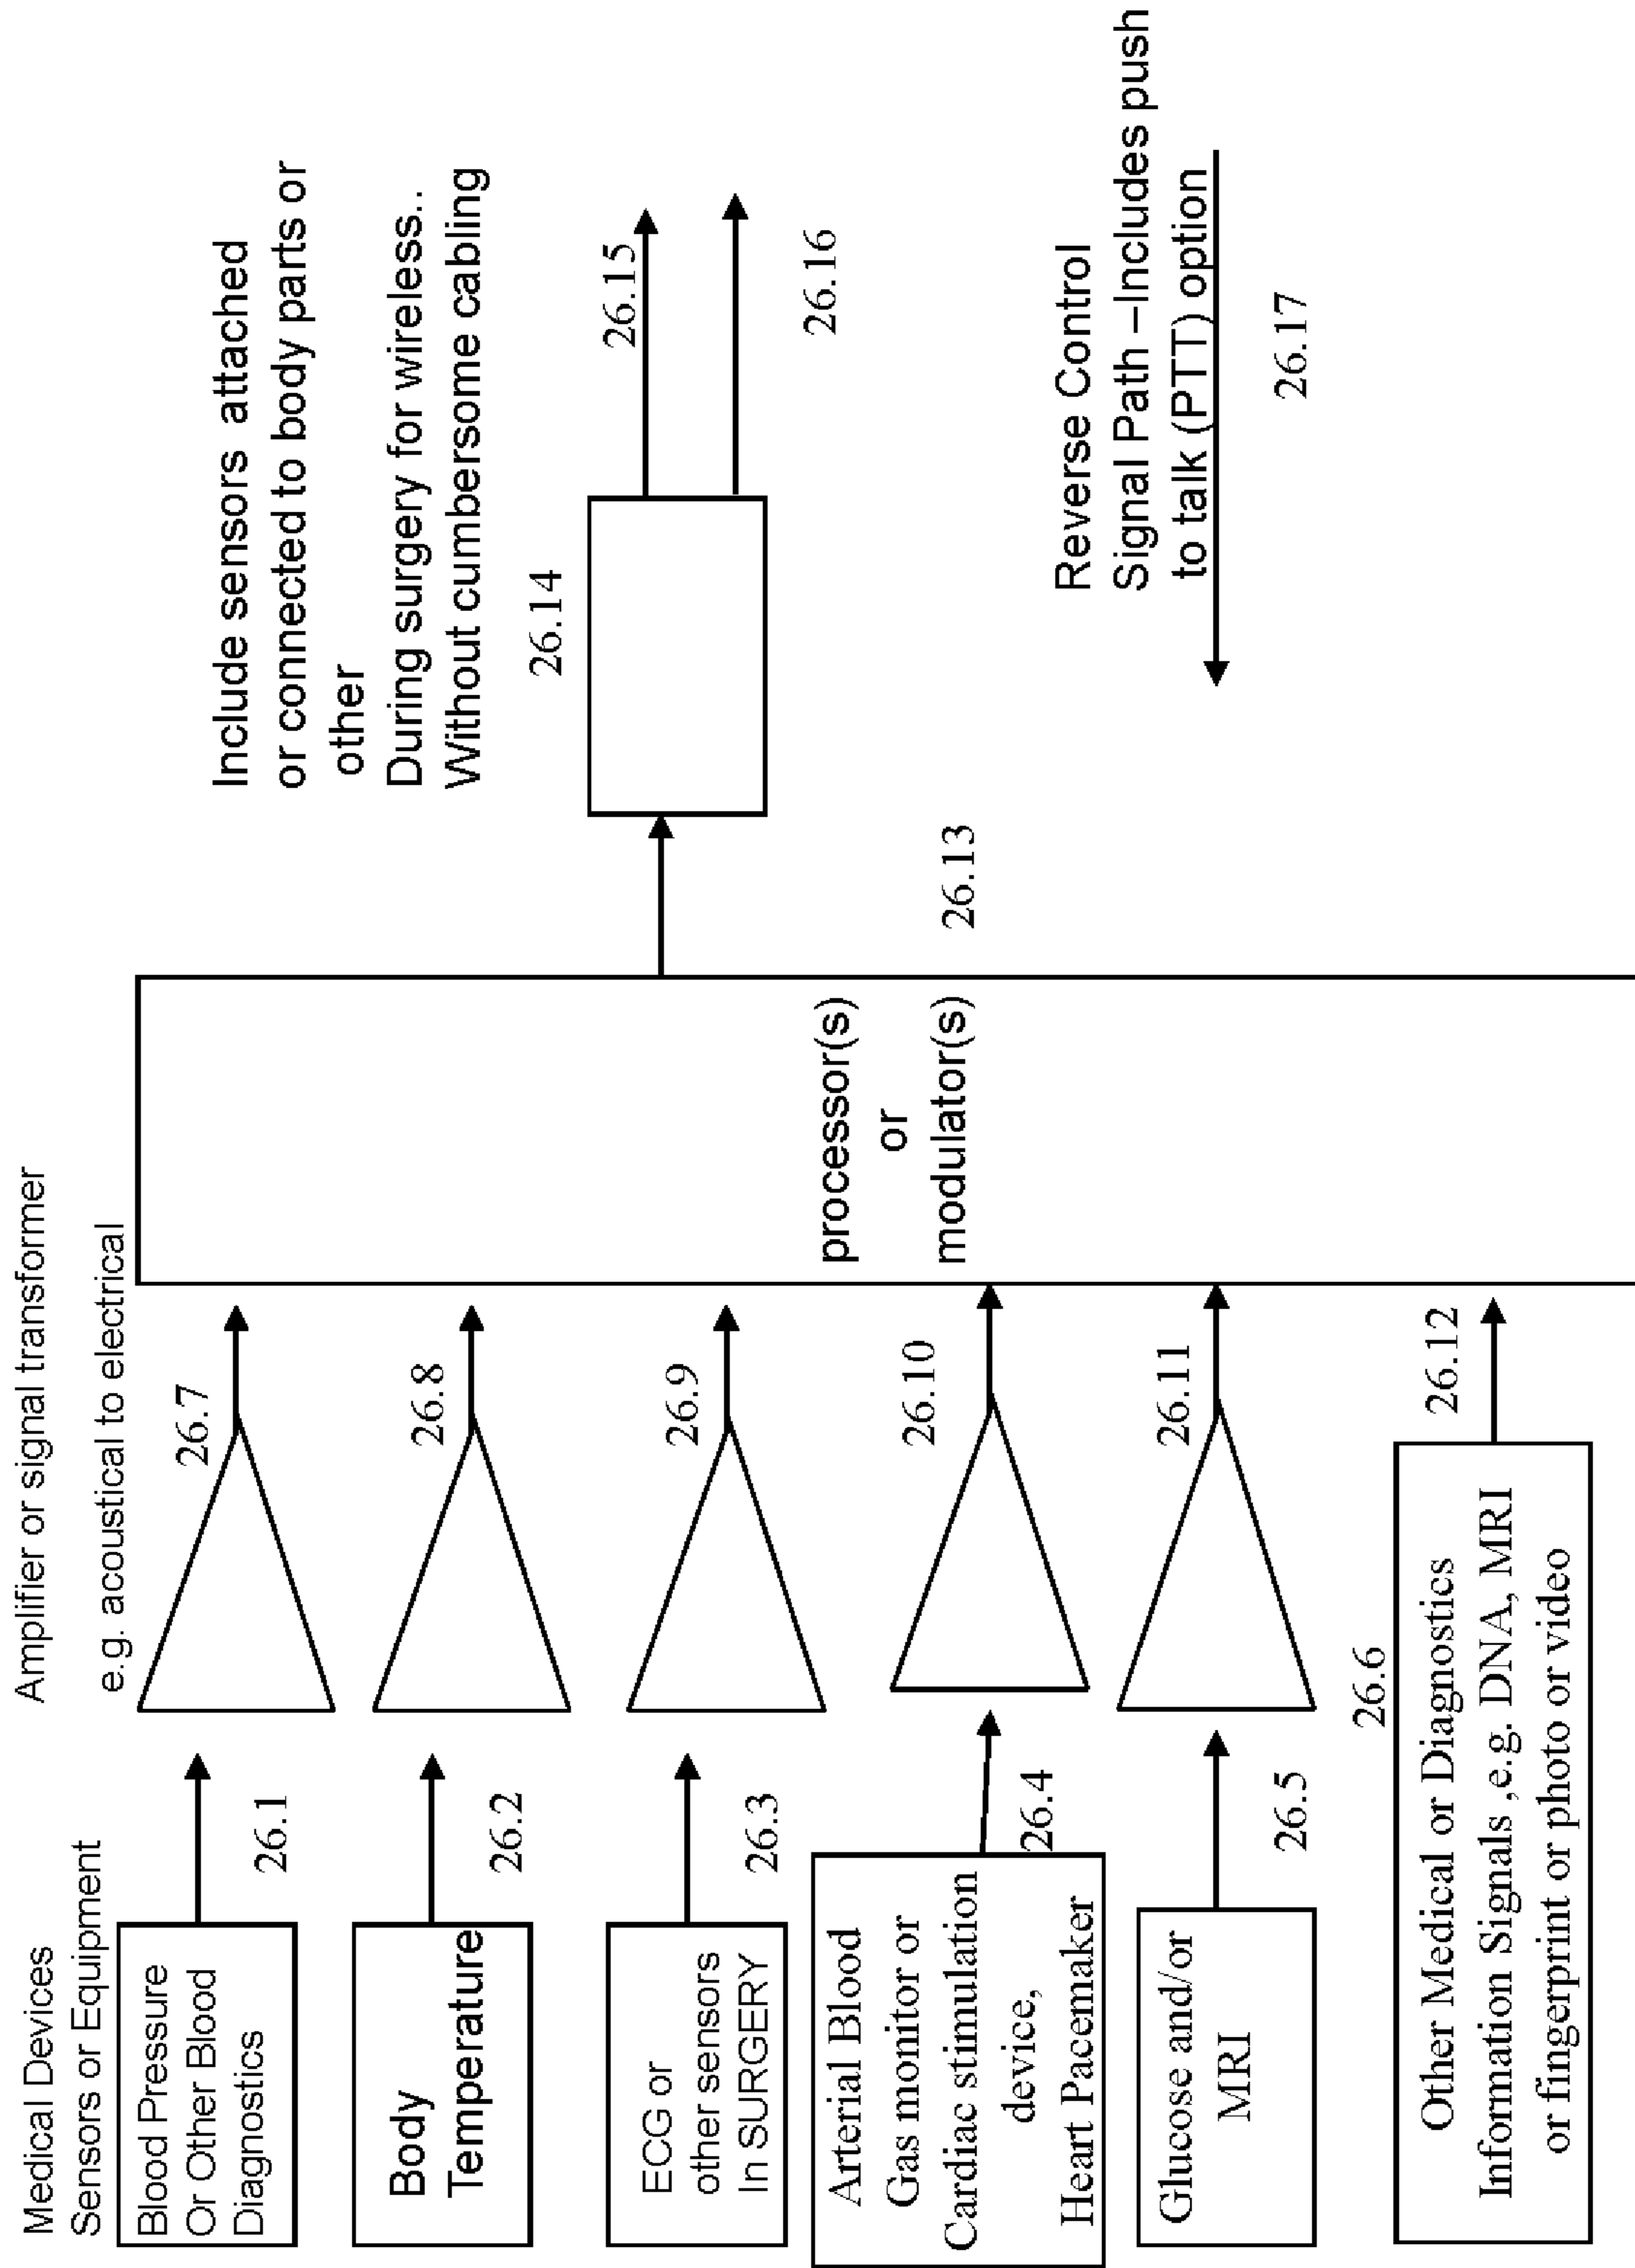 Medical Devices
Sensors or Equipment
Amplifier or signal transformer
e.g. acoustical to electrical
Blood Pressure
Or Other Blood
Diagnostics
26.1
26.7
Body
Temperature
26.2
26.8
ECG or
other sensors
In SURGERY
26.3
26.9
Arterial Blood
Gas monitor or
Cardiac stimulation
device,
Heart Pacemaker
26.4
26.10
Glucose and/or
MRI
26.5
26.11
26.6
Other Medical or Diagnostics
Information Signals ,e.g. DNA, MRI
or fingerprint or photo or video
26.12
processor(s)
or
modulator(s)
26.13
Include sensors attached
or connected to body parts or
other
During surgery for wireless..
Without cumbersome cabling
26.14
26.15
26.16
Reverse Control
Signal Path –Includes push
to talk (PTT) option
26.17